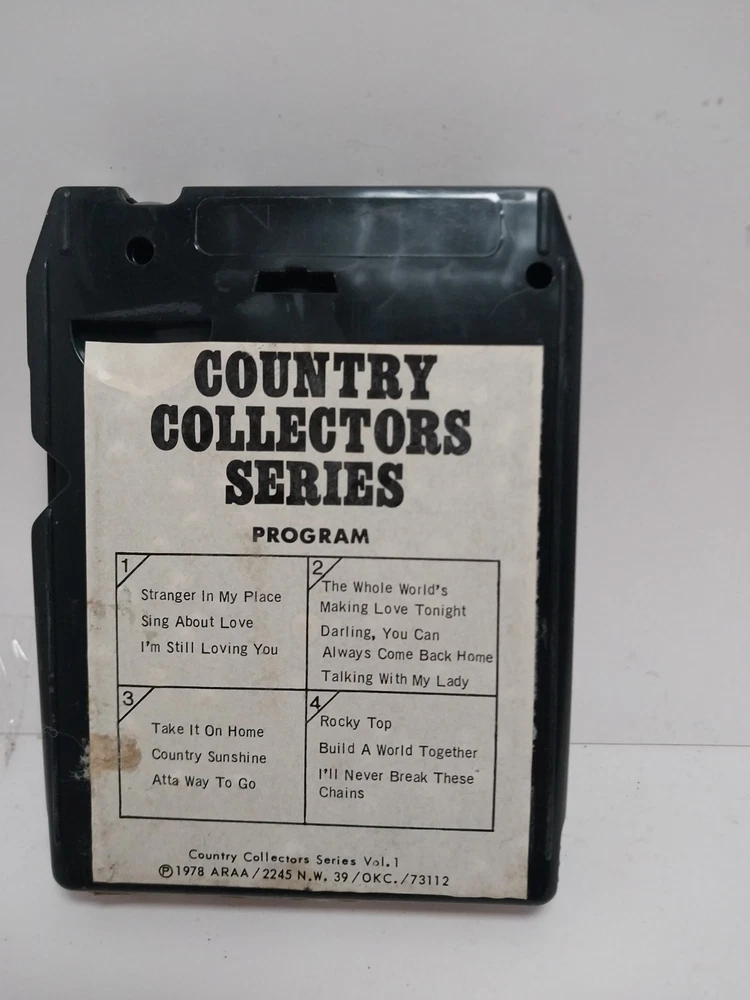 COUNTRY
COLLECTORS
SERIES
PROGRAM
1
Stranger In My Place
Sing About Love
I'm Still Loving You
2
The Whole World's
Making Love Tonight
Darling, You Can
Always Come Back Home
Talking With My Lady
3
Take It On Home
Country Sunshine
Atta Way To Go
4
Rocky Top
Build A World Together
I'll Never Break These
Chains
Country Collectors Series Vol. 1
Ⓟ1978 ARAA/2245 N.W. 39/OKC./73112